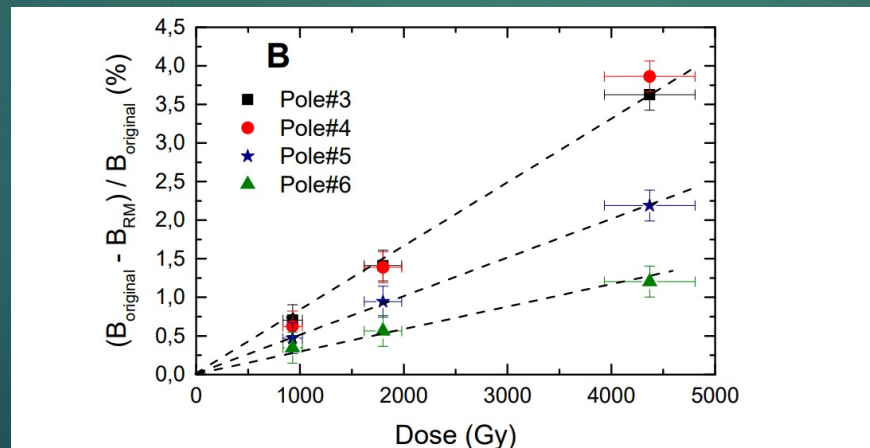 B
Pole#3
Pole#4
Pole#5
Pole#6
(B_original - B_RM) / B_original (%)
4,5
4,0
3,5
3,0
2,5
2,0
1,5
1,0
0,5
0,0
0 1000 2000 3000 4000 5000
Dose (Gy)